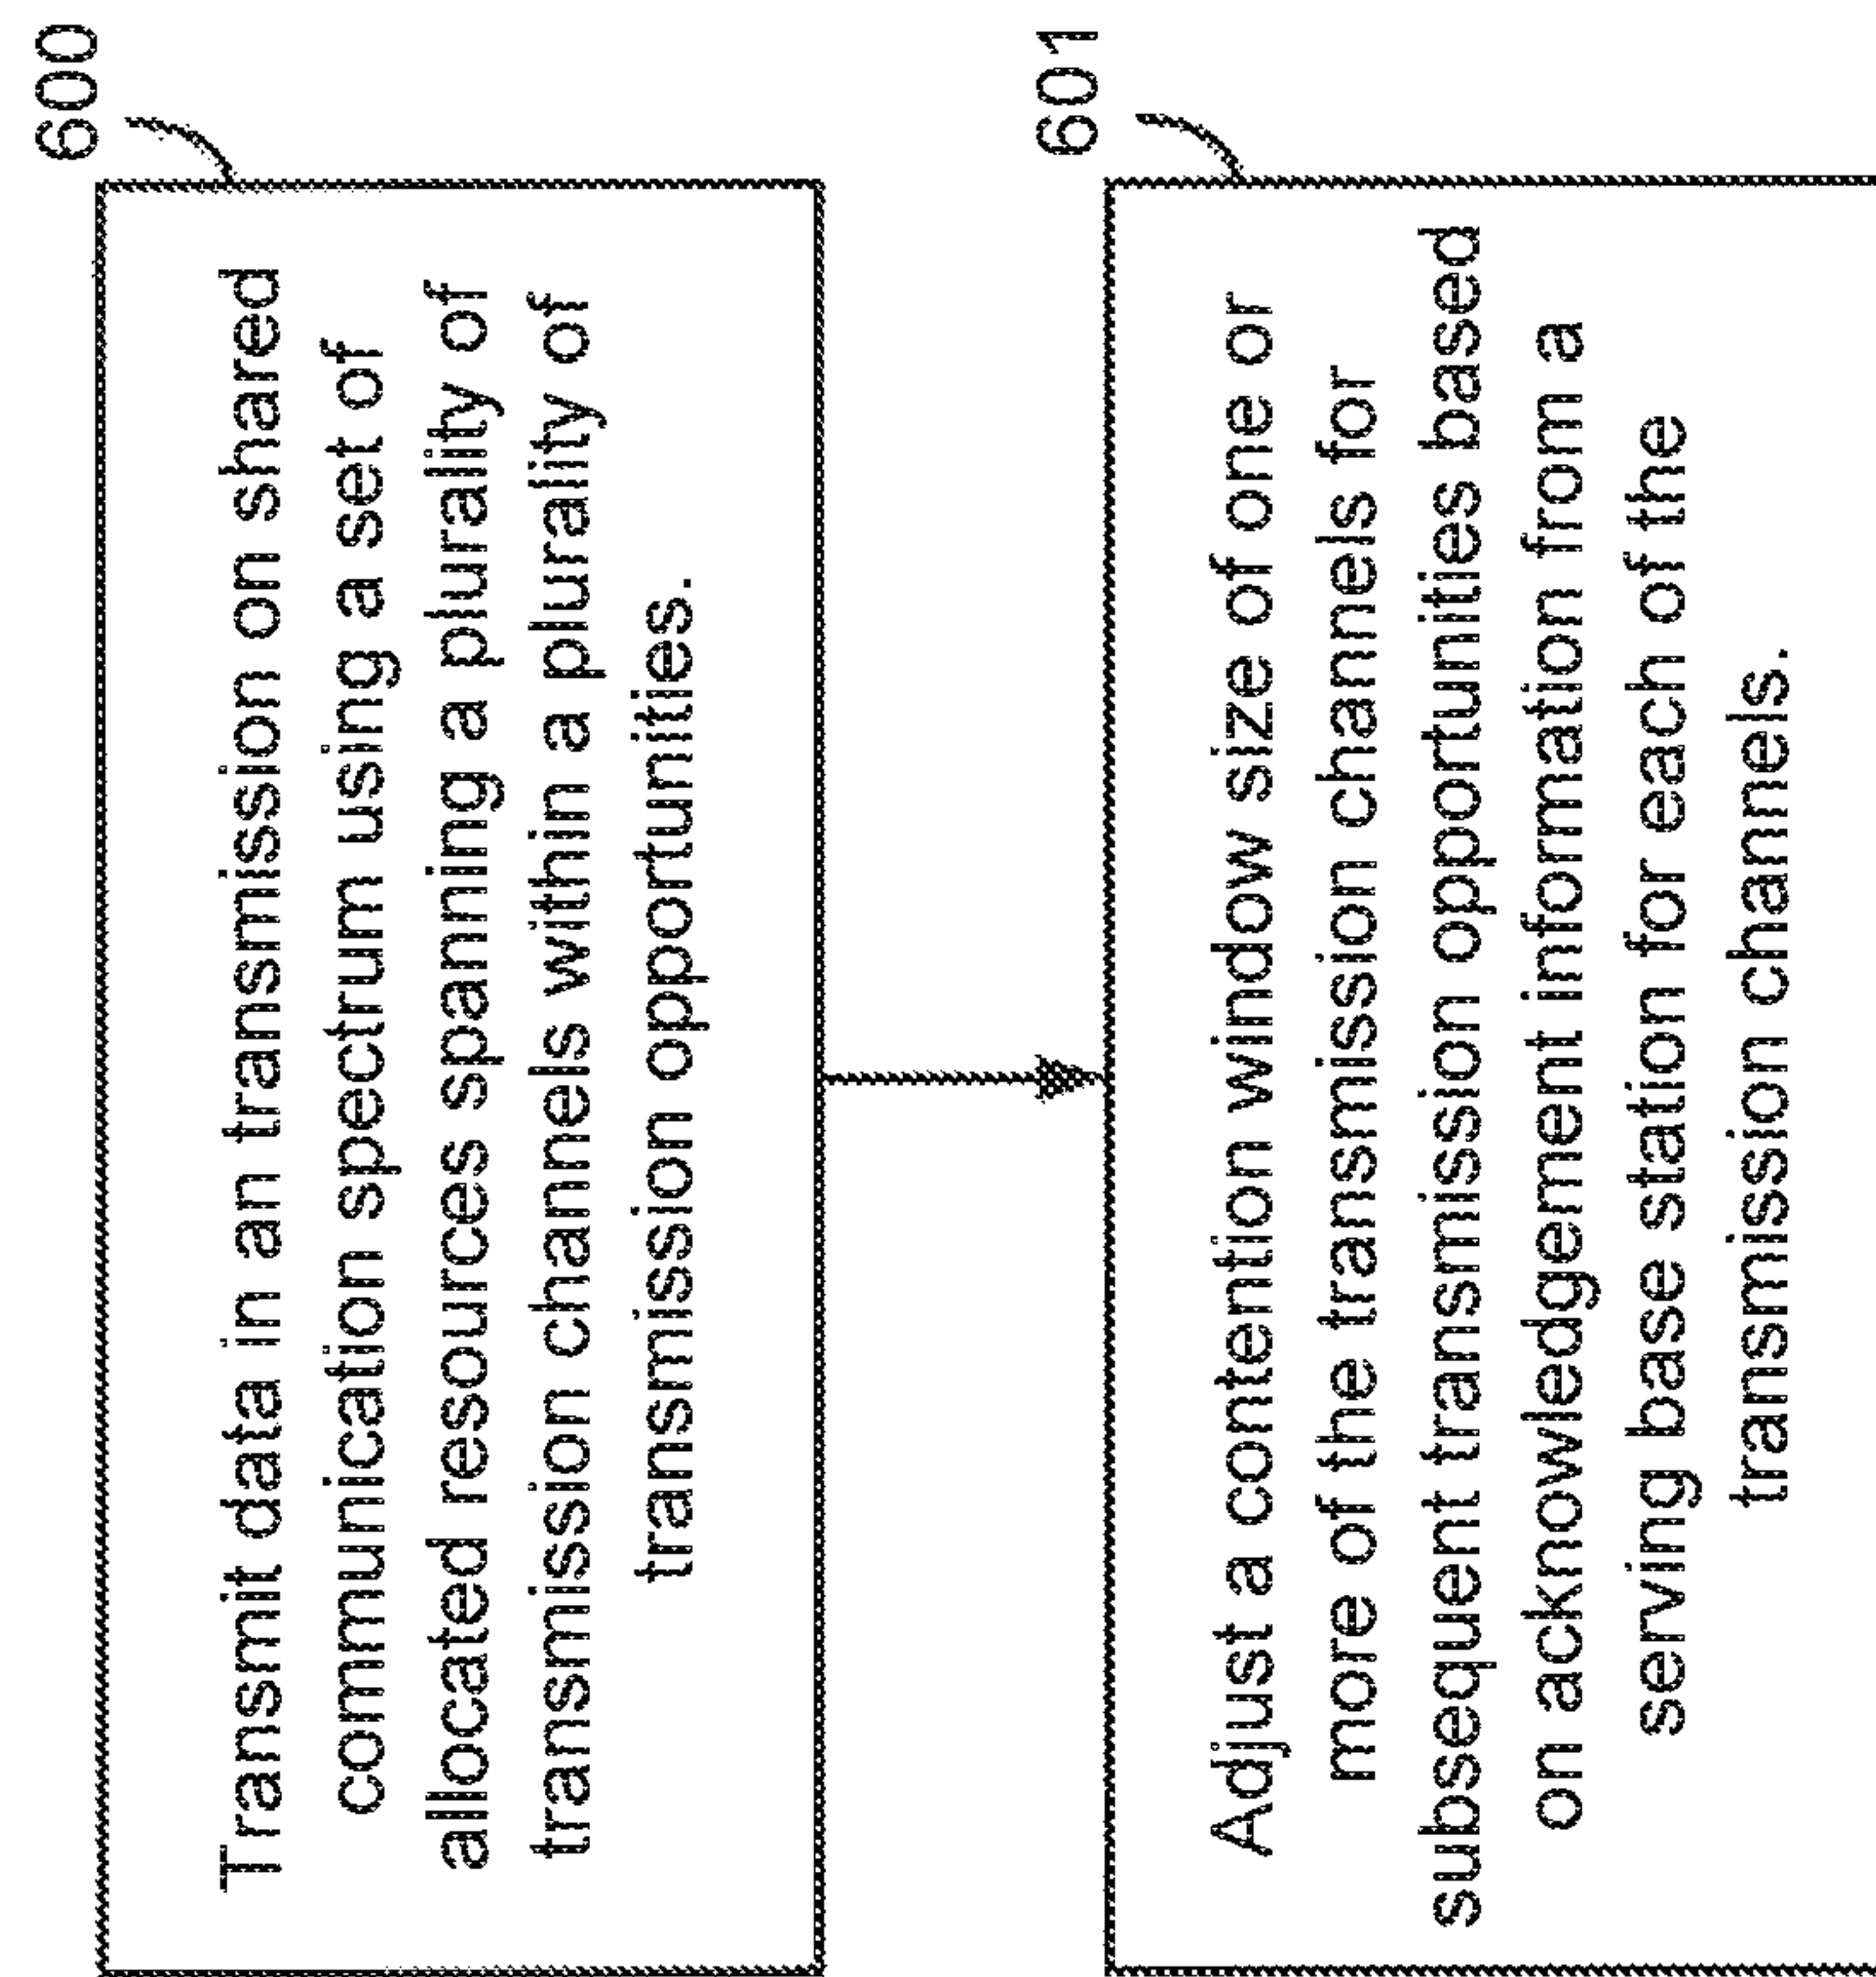 600
Transmit data in an transmission on shared
communication spectrum using a set of
allocated resources spanning a plurality of
transmission channels within a plurality of
transmission opportunities.
601
Adjust a contention window size of one or
more of the transmission channels for
subsequent transmission opportunities based
on acknowledgement information from a
serving base station for each of the
transmission channels.